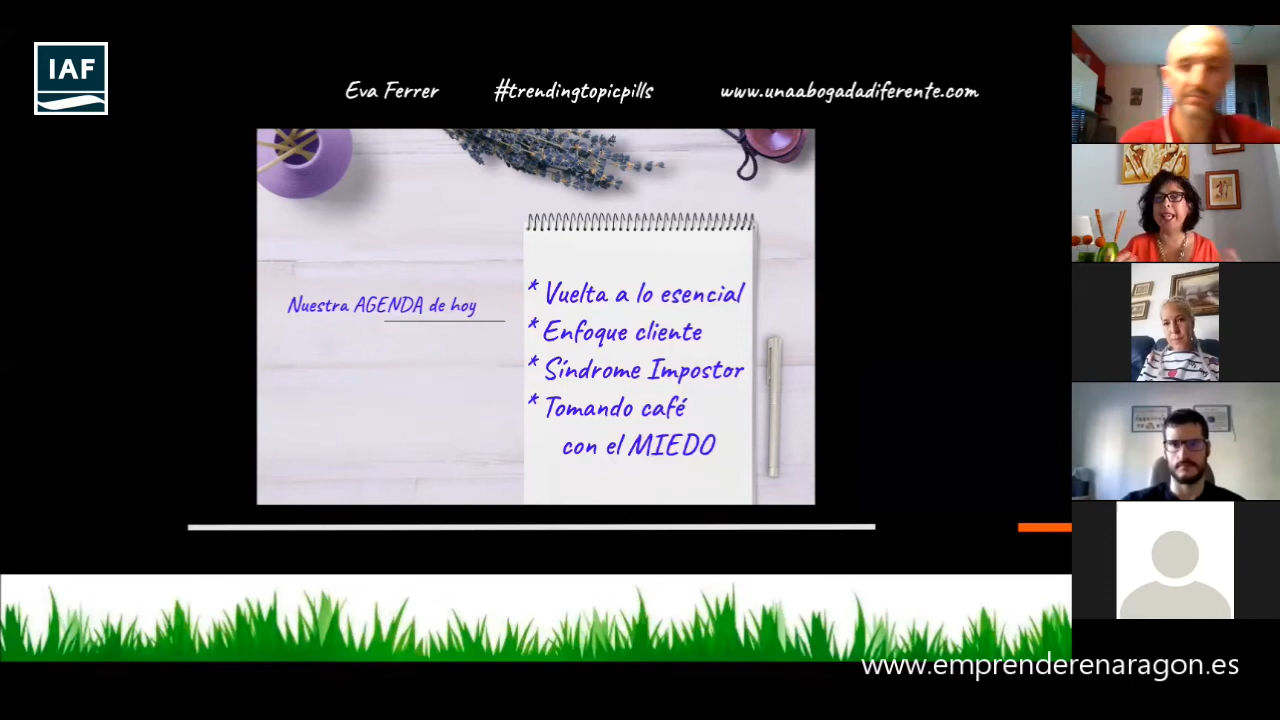 IAF
Eva Ferrer
#trendingtopicpills
www.unaabogadadiferente.com
Nuestra AGENDA de hoy
* Vuelta a lo esencial
* Enfoque cliente
* Síndrome Impostor
* Tomando café
con el MIEDO
www.emprenderenaragon.es